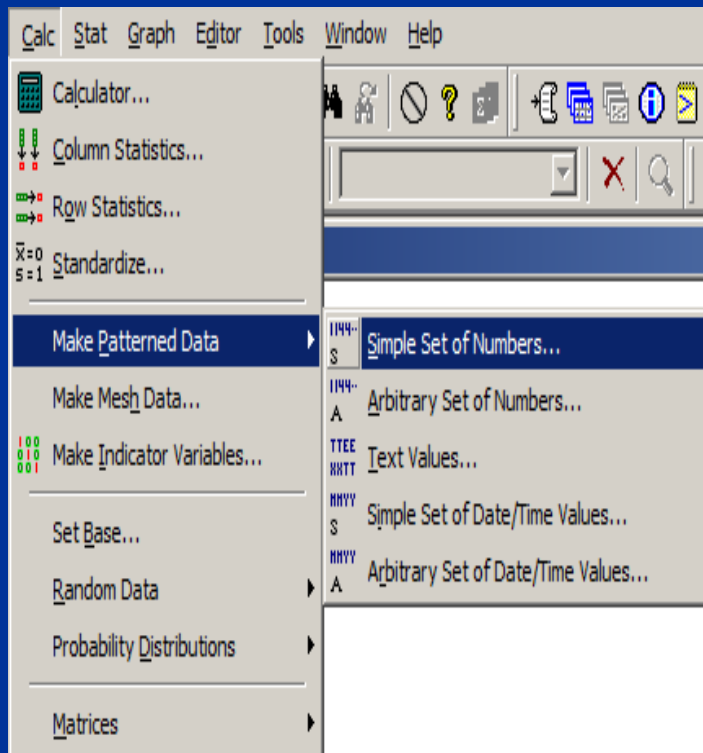 Calc Stat Graph Editor Tools Window Help
Calculator...
Column Statistics...
Row Statistics...
x̄=0
s=1
Standardize...
Make Patterned Data
Make Mesh Data...
Make Indicator Variables...
Set Base...
Random Data
Probability Distributions
Matrices
S Simple Set of Numbers...
A Arbitrary Set of Numbers...
Text Values...
S Simple Set of Date/Time Values...
A Arbitrary Set of Date/Time Values...